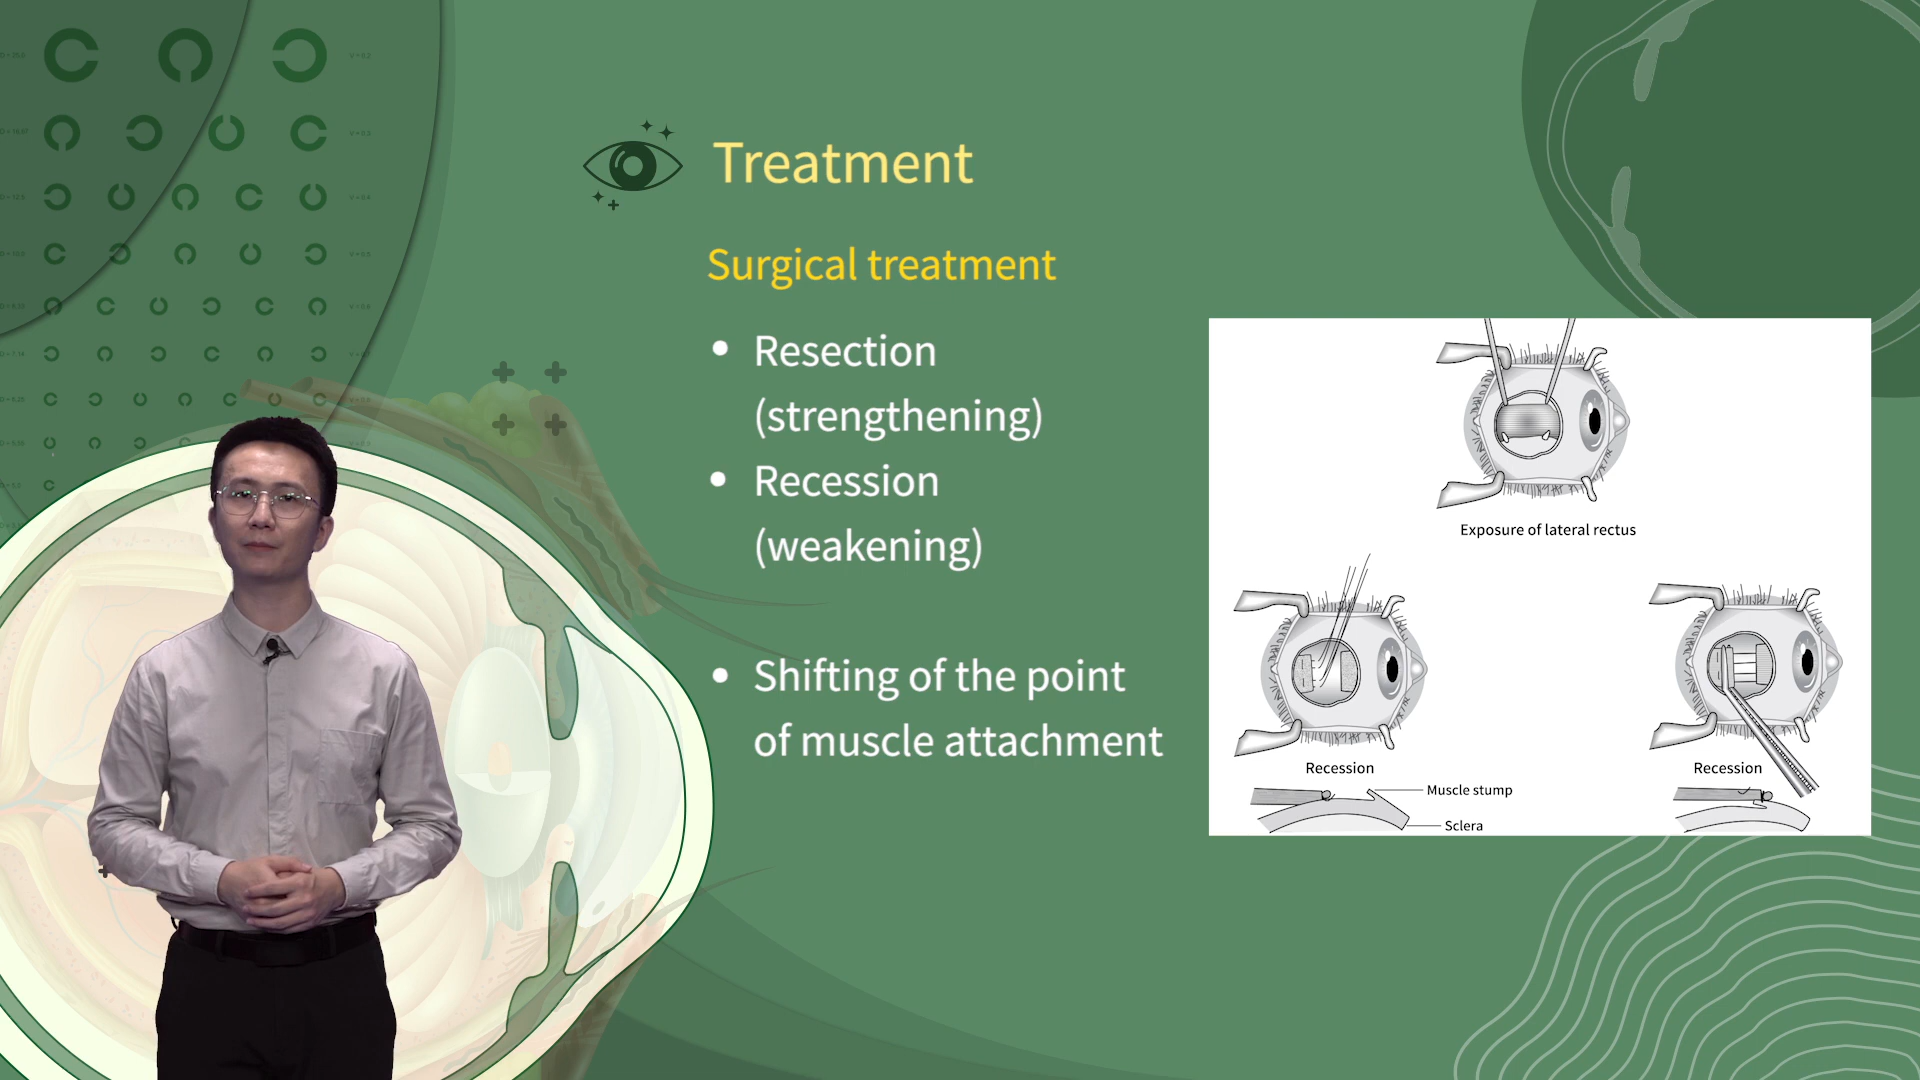 Treatment
Surgical treatment
• Resection
(strengthening)
• Recession
(weakening)
• Shifting of the point
of muscle attachment
Exposure of lateral rectus
Recession
Recession
Muscle stump
Sclera